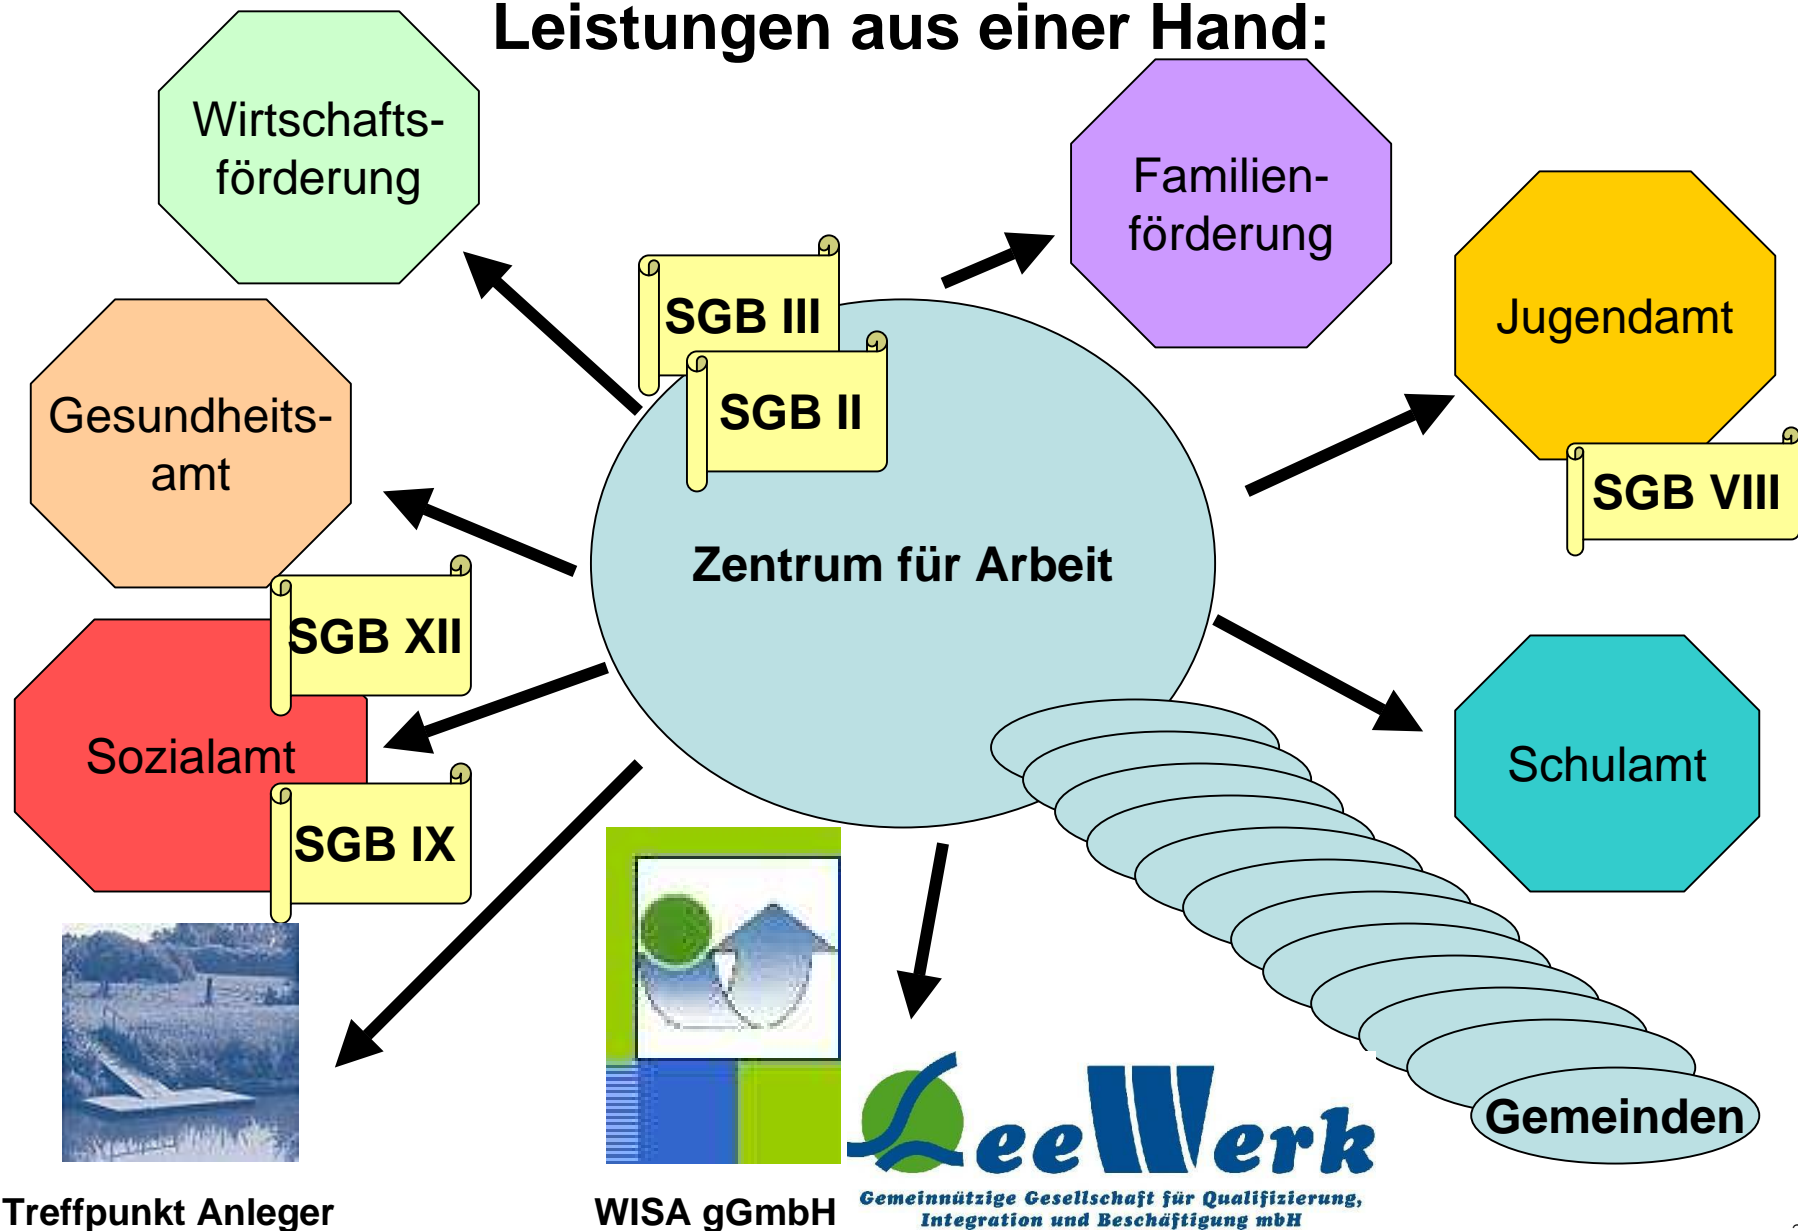 Leistungen aus einer Hand:
Wirtschafts-
förderung
Familien-
förderung
Jugendamt
SGB VIII
SGB III
SGB II
Gesundheits-
amt
Zentrum für Arbeit
SGB XII
Sozialamt
SGB IX
Schulamt
Gemeinden
Treffpunkt Anleger
WISA gGmbH
LeeWerk
Gemeinnützige Gesellschaft für Qualifizierung,
Integration und Beschäftigung mbH